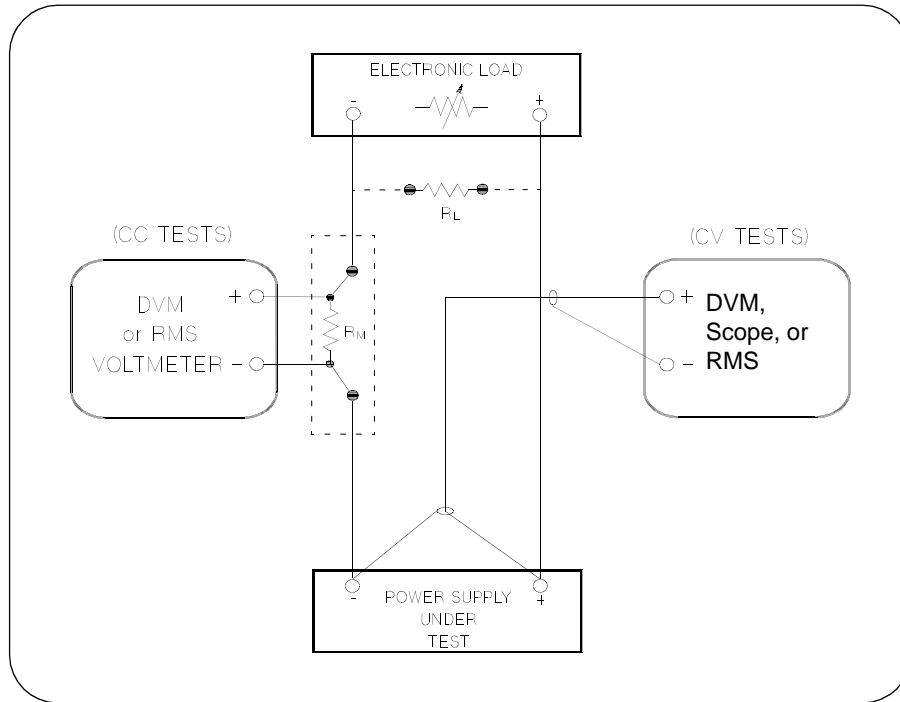 ELECTRONIC LOAD
- +
RL
(CC TESTS)
(CV TESTS)
+
DVM
or RMS
VOLTMETER -
RM
+ DVM,
Scope, or
- RMS
- +
POWER SUPPLY
UNDER
TEST